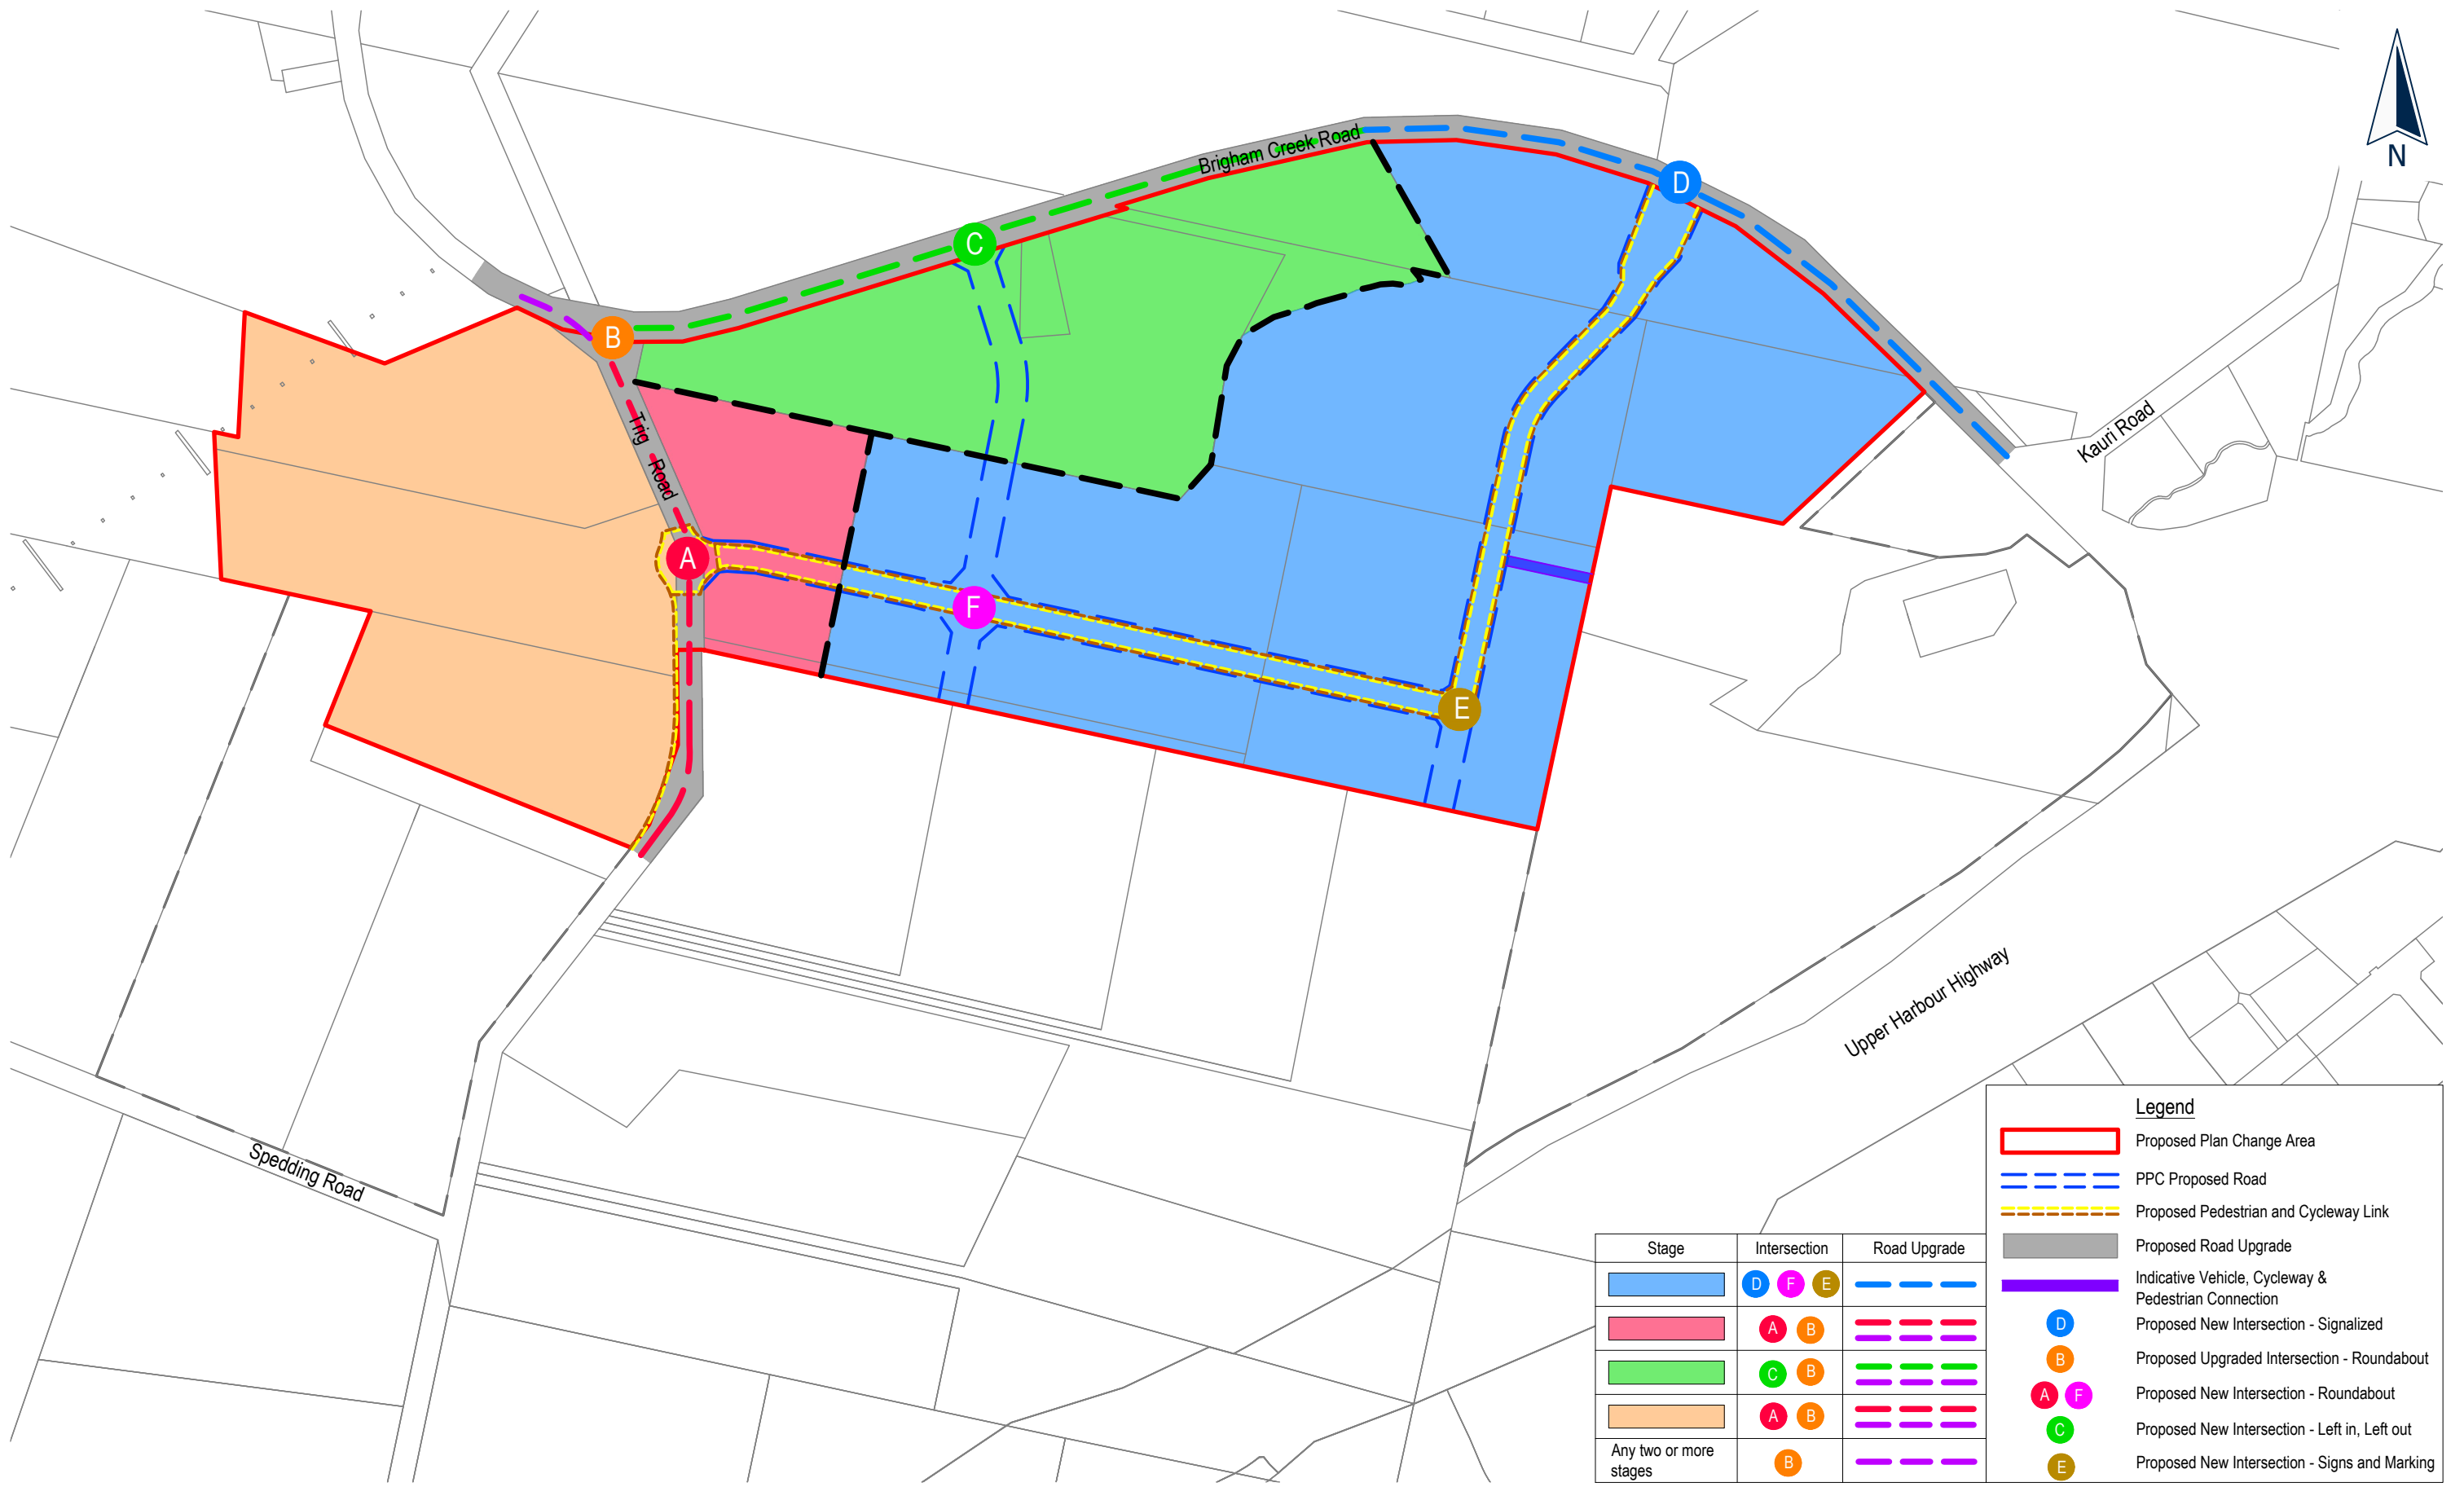 N
Brigham Creek Road
D
C
B
Trig Road
Kauri Road
A
F
E
Upper Harbour Highway
Spedding Road
Legend
Proposed Plan Change Area
PPC Proposed Road
Proposed Pedestrian and Cycleway Link
Proposed Road Upgrade
Indicative Vehicle, Cycleway &
Pedestrian Connection
D Proposed New Intersection - Signalized
B Proposed Upgraded Intersection - Roundabout
A F Proposed New Intersection - Roundabout
C Proposed New Intersection - Left in, Left out
E Proposed New Intersection - Signs and Marking
Stage Intersection Road Upgrade
D F E
A B
C B
A B
Any two or more
stages
B